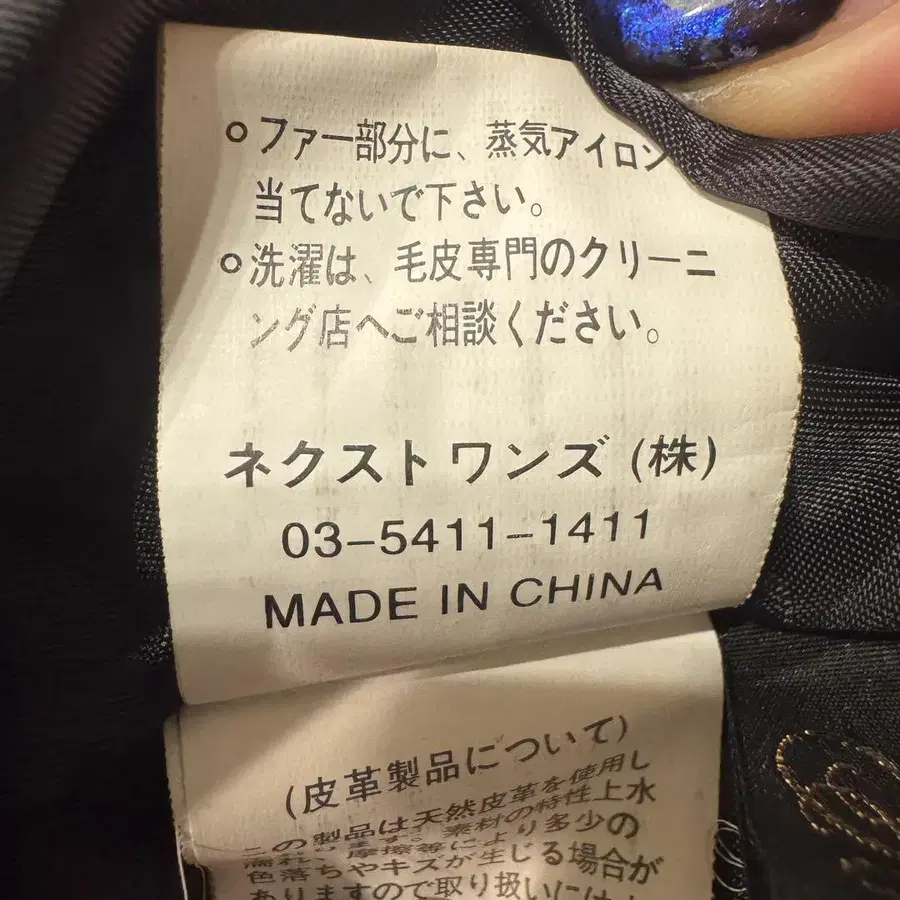 ○ファー部分に、蒸気アイロン
当てないで下さい。
○洗濯は、毛皮専門のクリーニ
ング店へご相談ください。
ネクストワンズ (株)
03-5411-1411
MADE IN CHINA
(皮革製品について)
この製品は天然皮革を使用し
ます。素材の特性上水
濡れ、摩擦等により多少の
色落ちやキズが生じる場合が
ありますので取り扱いには